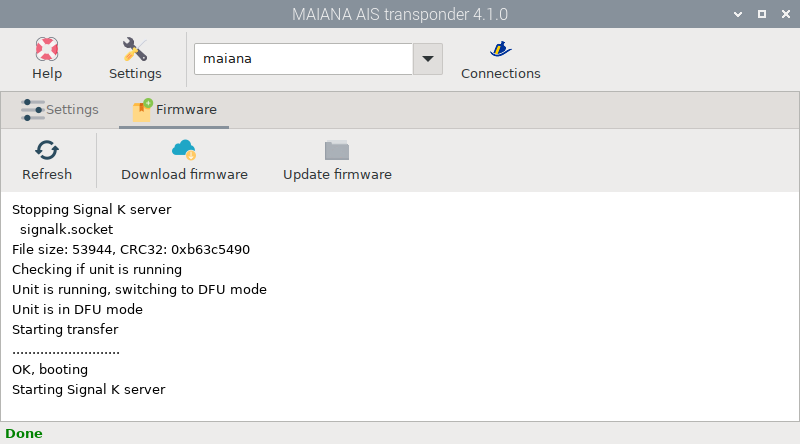 MAIANA AIS transponder 4.1.0
Help
Settings
maiana
Connections
Settings
Firmware
Refresh
Download firmware
Update firmware
Stopping Signal K server
signalk.socket
File size: 53944, CRC32: 0xb63c5490
Checking if unit is running
Unit is running, switching to DFU mode
Unit is in DFU mode
Starting transfer
...........................
OK, booting
Starting Signal K server
Done